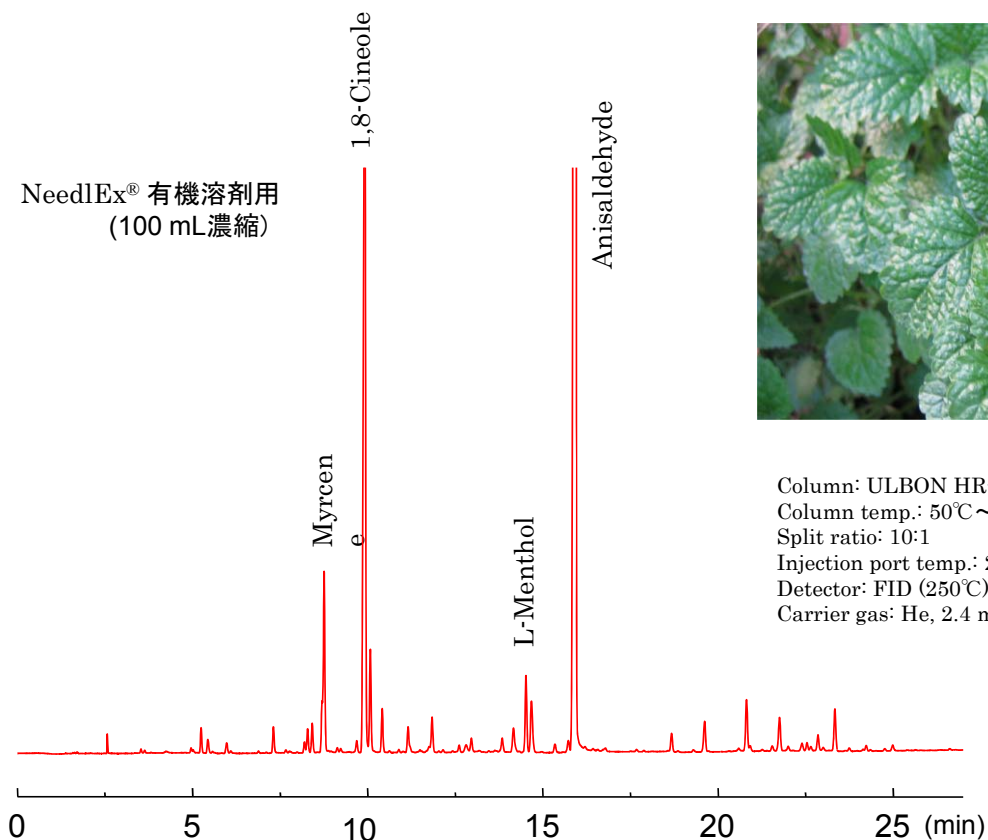 1,8-Cineole
Anisaldehyde
NeedlEx® 有機溶剤用
(100 mL濃縮)
Myrcen
e
L-Menthol
Column: ULBON HR
Column temp.: 50℃～
Split ratio: 10:1
Injection port temp.: 2
Detector: FID (250℃)
Carrier gas: He, 2.4 m
0 5 10 15 20 25 (min)